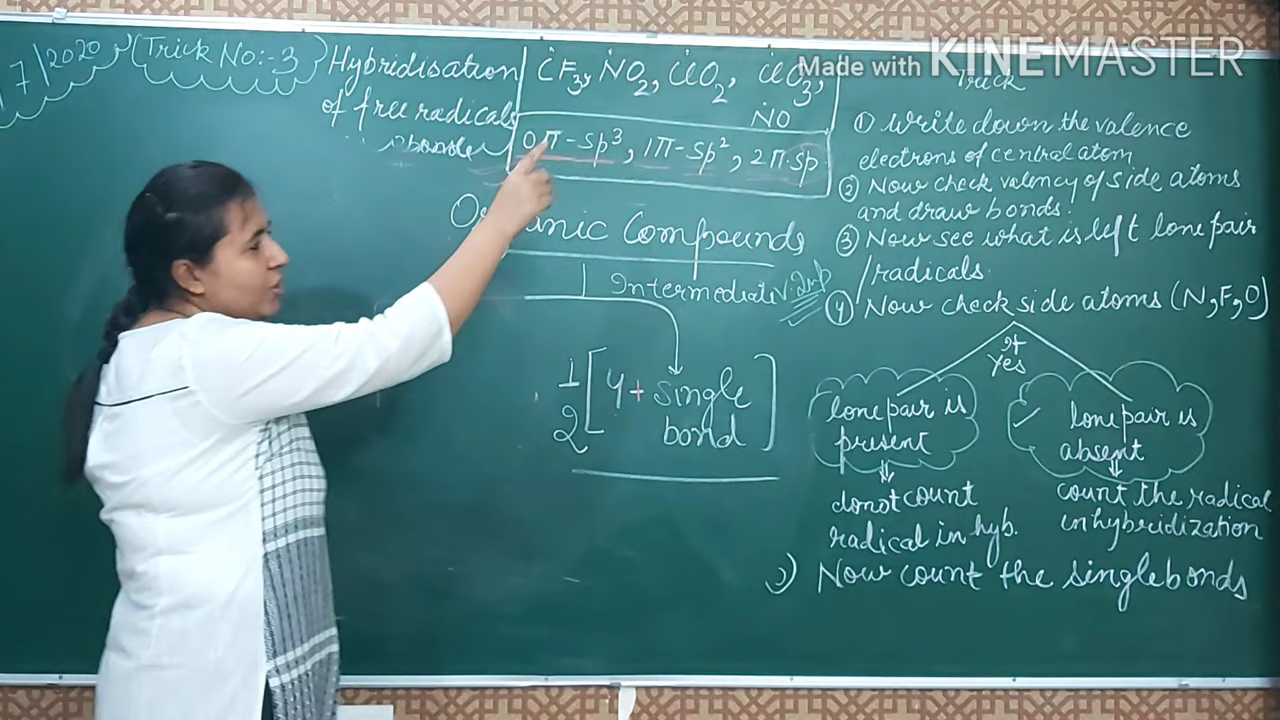 7/2020
(Trick No:-3)
Hybridisation
of free radicals
ĊF3, ṄO2, ĊlO2, ĊlO3,
ṄO
0π-sp3, 1π-sp2, 2π-sp
Organic Compounds
Intermediate V.Imp
1/2 [4 + single
bond]
Made with KINEMASTER
Trick
① Write down the valence
electrons of central atom
② Now check valency of side atoms
and draw bonds.
③ Now see what is left lone pair
/radicals.
④ Now check side atoms (N,F,O)
If
Yes
lone pair is
present
do not count
radical in hyb.
lone pair is
absent
count the radical
in hybridization
Now count the single bonds